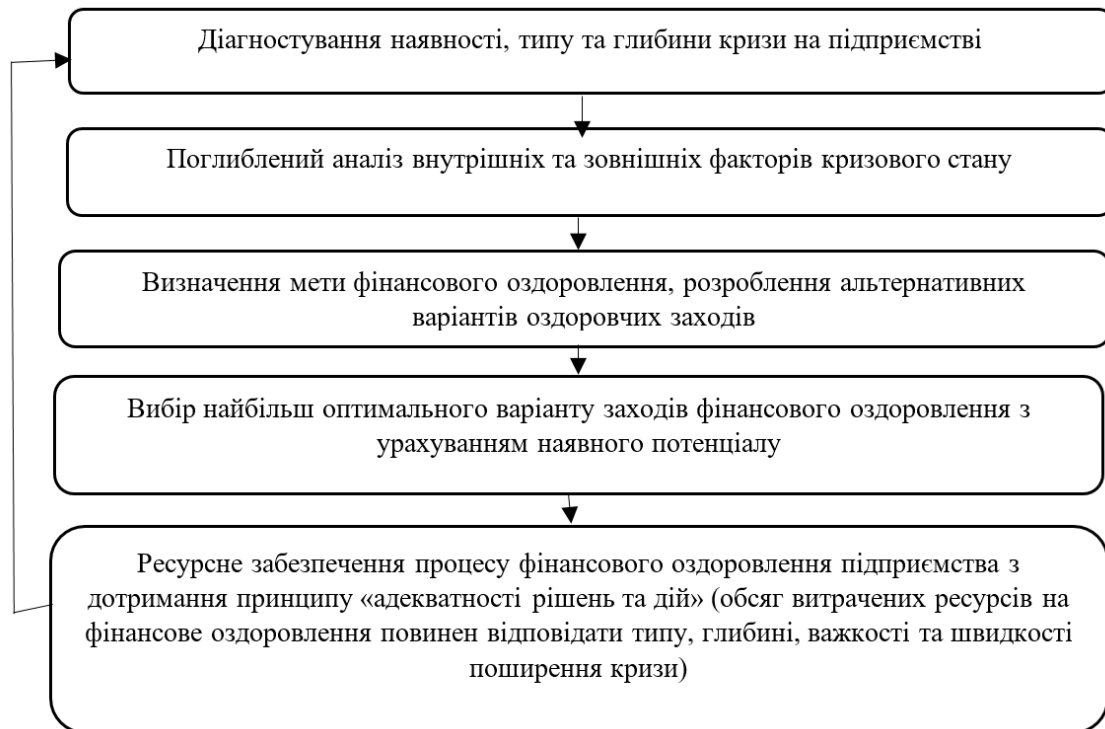 Діагностування наявності, типу та глибини кризи на підприємстві
Поглиблений аналіз внутрішніх та зовнішніх факторів кризового стану
Визначення мети фінансового оздоровлення, розроблення альтернативних
варіантів оздоровчих заходів
Вибір найбільш оптимального варіанту заходів фінансового оздоровлення з
урахуванням наявного потенціалу
Ресурсне забезпечення процесу фінансового оздоровлення підприємства з
дотримання принципу «адекватності рішень та дій» (обсяг витрачених ресурсів на
фінансове оздоровлення повинен відповідати типу, глибині, важкості та швидкості
поширення кризи)